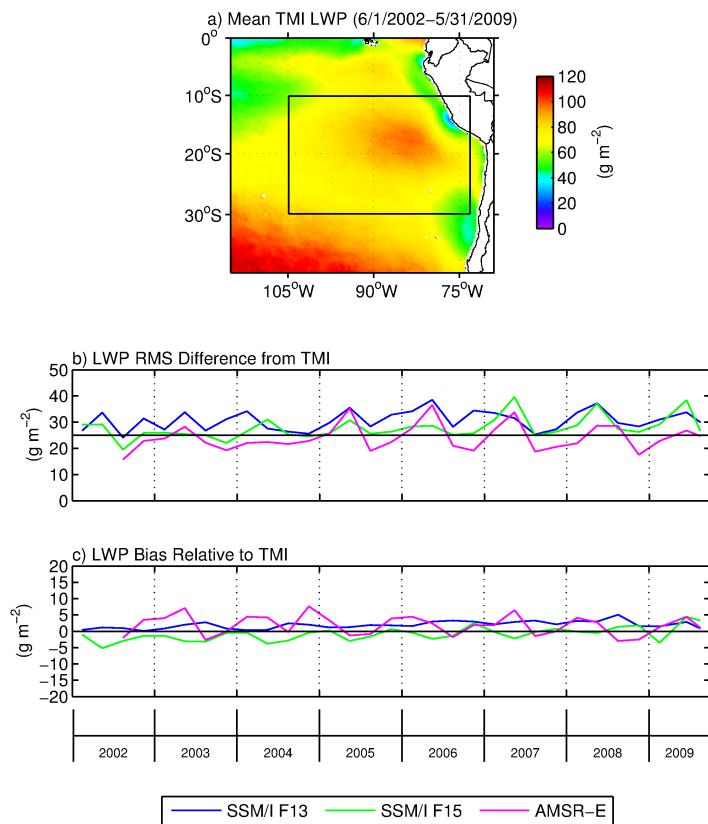 a) Mean TMI LWP (6/1/2002−5/31/2009)
0°
10°S
20°S
30°S
105°W 90°W 75°W
120
100
80
60
40
20
0
(g m⁻²)
b) LWP RMS Difference from TMI
50
40
30
20
10
0
(g m⁻²)
c) LWP Bias Relative to TMI
20
15
10
5
0
−5
−10
−15
−20
(g m⁻²)
2002 2003 2004 2005 2006 2007 2008 2009
SSM/I F13 SSM/I F15 AMSR−E